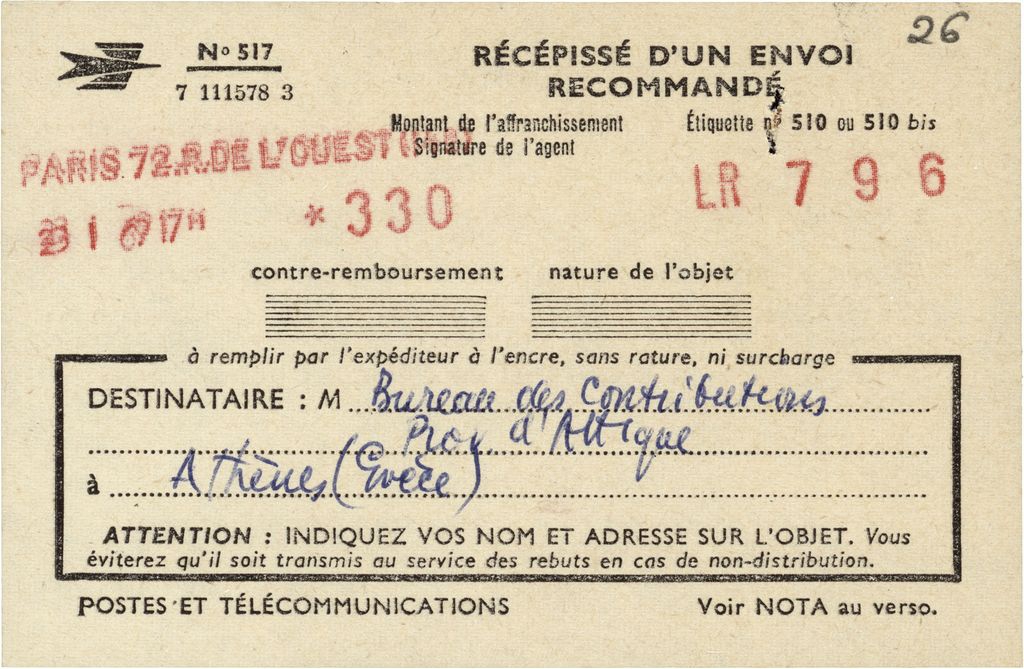 26
Nº 517
7 111578 3
RÉCÉPISSÉ D'UN ENVOI
RECOMMANDÉ
Montant de l'affranchissement
Signature de l'agent
Étiquette nº 510 ou 510 bis
PARIS 72.R.DE L'OUEST
17H
* 330
LR 796
contre-remboursement
nature de l'objet
à remplir par l'expéditeur à l'encre, sans rature, ni surcharge
DESTINATAIRE : M Bureau des Contributions
Prov. d'Attique
à Athènes (Grèce)
ATTENTION : INDIQUEZ VOS NOM ET ADRESSE SUR L'OBJET. Vous
éviterez qu'il soit transmis au service des rebuts en cas de non-distribution.
POSTES ET TÉLÉCOMMUNICATIONS
Voir NOTA au verso.